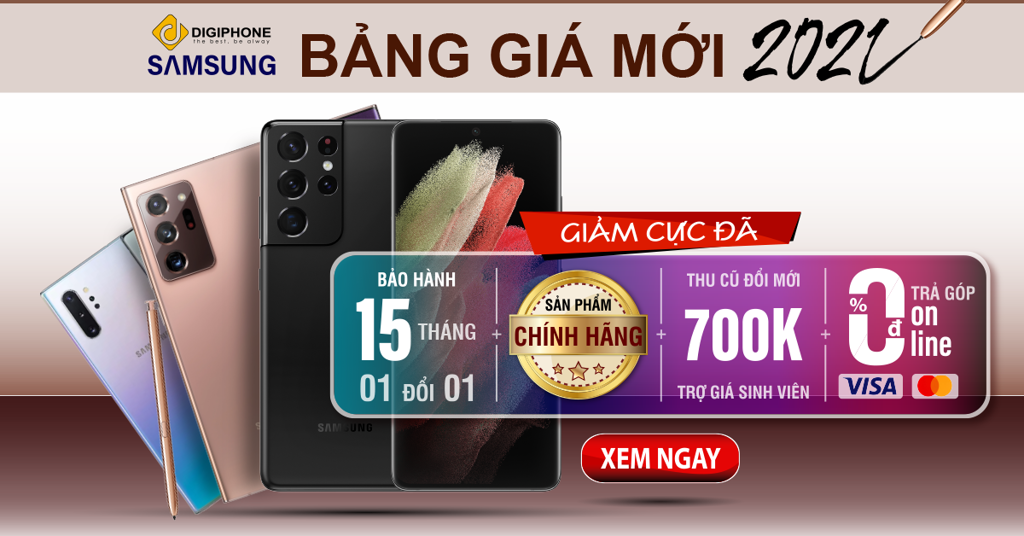 DIGIPHONE
the best. be alway
SAMSUNG
BẢNG GIÁ MỚI 2021
GIẢM CỰC ĐÃ
BẢO HÀNH
15 THÁNG
01 ĐỔI 01
+
SẢN PHẨM
CHÍNH HÃNG
+
THU CŨ ĐỔI MỚI
700K
TRỢ GIÁ SINH VIÊN
+
% 0 đ
TRẢ GÓP
on
line
VISA
SAMSUNG
XEM NGAY